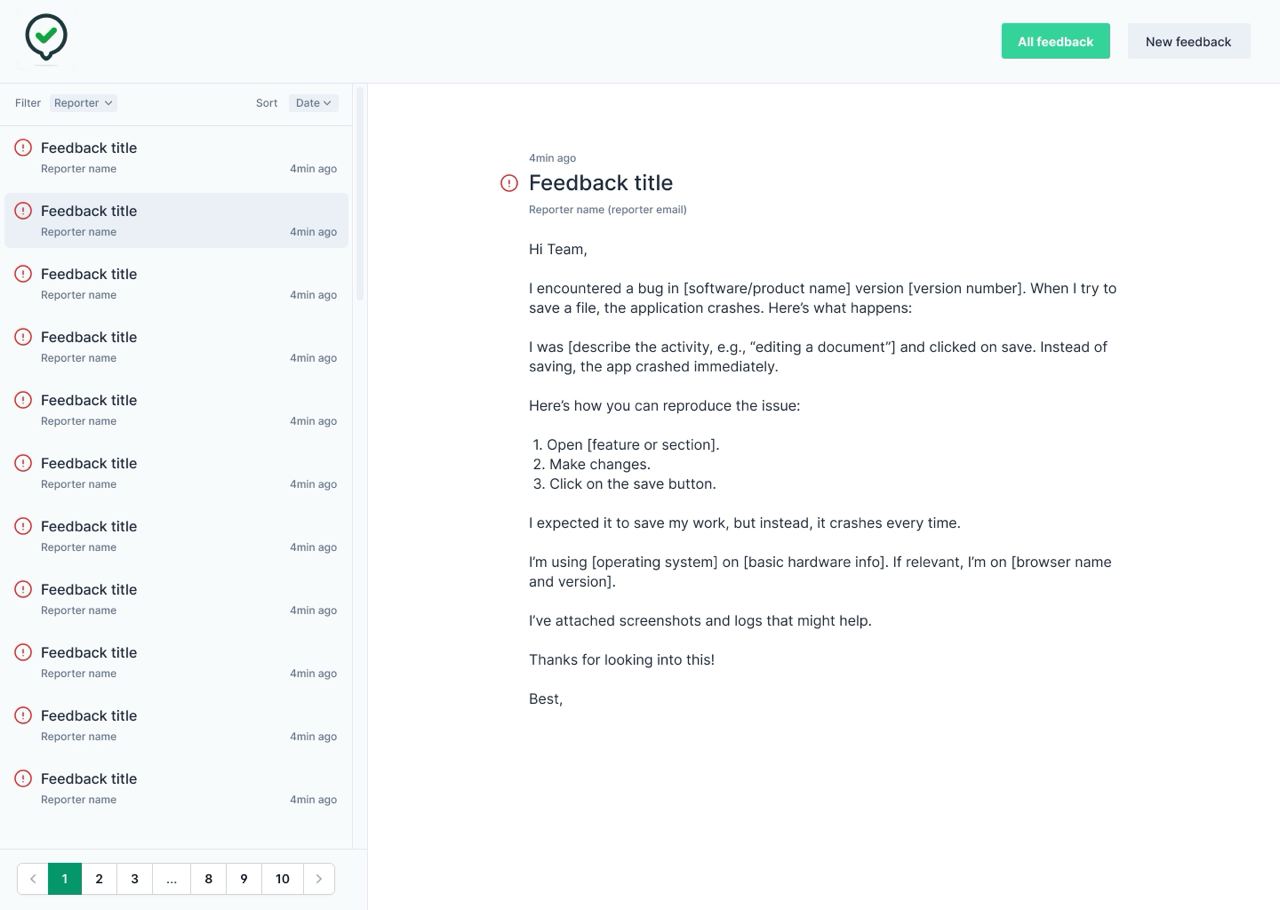 All feedback
New feedback
Filter
Reporter
Sort
Date
Feedback title
Reporter name
4min ago
Feedback title
Reporter name
4min ago
Feedback title
Reporter name
4min ago
Feedback title
Reporter name
4min ago
Feedback title
Reporter name
4min ago
Feedback title
Reporter name
4min ago
Feedback title
Reporter name
4min ago
Feedback title
Reporter name
4min ago
Feedback title
Reporter name
4min ago
Feedback title
Reporter name
4min ago
Feedback title
Reporter name
4min ago
1
2
3
...
8
9
10
4min ago
Feedback title
Reporter name (reporter email)
Hi Team,
I encountered a bug in [software/product name] version [version number]. When I try to
save a file, the application crashes. Here’s what happens:
I was [describe the activity, e.g., “editing a document”] and clicked on save. Instead of
saving, the app crashed immediately.
Here’s how you can reproduce the issue:
1. Open [feature or section].
2. Make changes.
3. Click on the save button.
I expected it to save my work, but instead, it crashes every time.
I’m using [operating system] on [basic hardware info]. If relevant, I’m on [browser name
and version].
I’ve attached screenshots and logs that might help.
Thanks for looking into this!
Best,